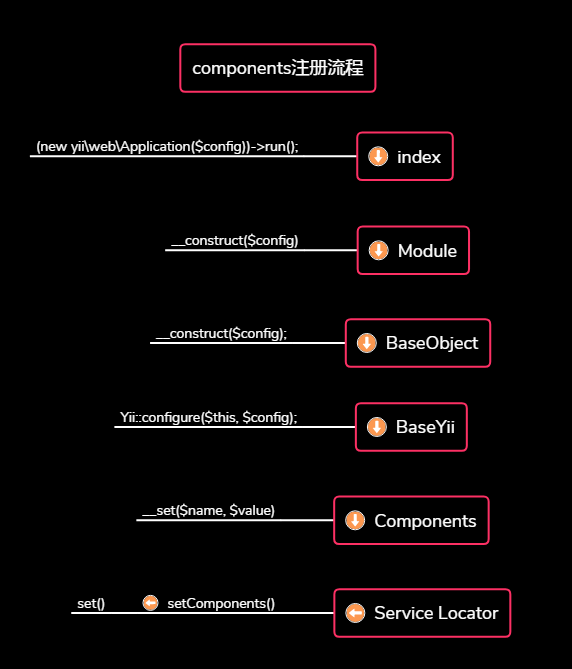 components注册流程
(new yii\web\Application($config))->run();
index
__construct($config)
Module
__construct($config);
BaseObject
Yii::configure($this, $config);
BaseYii
__set($name, $value)
Components
set() setComponents()
Service Locator